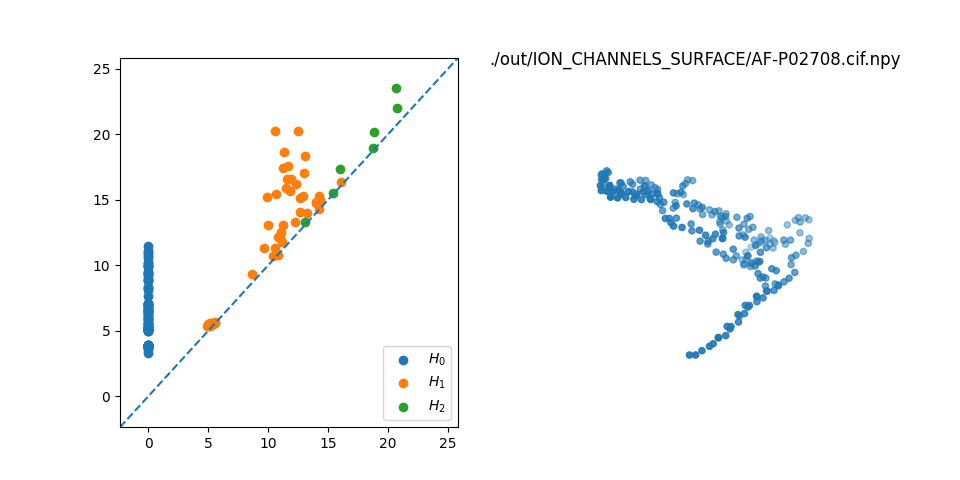 ./out/ION_CHANNELS_SURFACE/AF-P02708.cif.npy
25
20
15
10
5
0
H₀
H₁
H₂
0 5 10 15 20 25